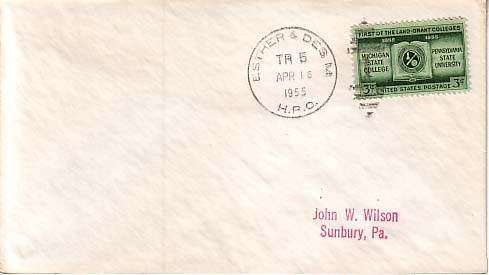 ESTHER & DES. M.
TR 5
APR 16
1955
H.P.O.
FIRST OF THE LAND-GRANT COLLEGES
1855 1955
MICHIGAN
STATE
COLLEGE
PENNSYLVANIA
STATE
UNIVERSITY
3¢ UNITED STATES POSTAGE 3¢
John W. Wilson
Sunbury, Pa.